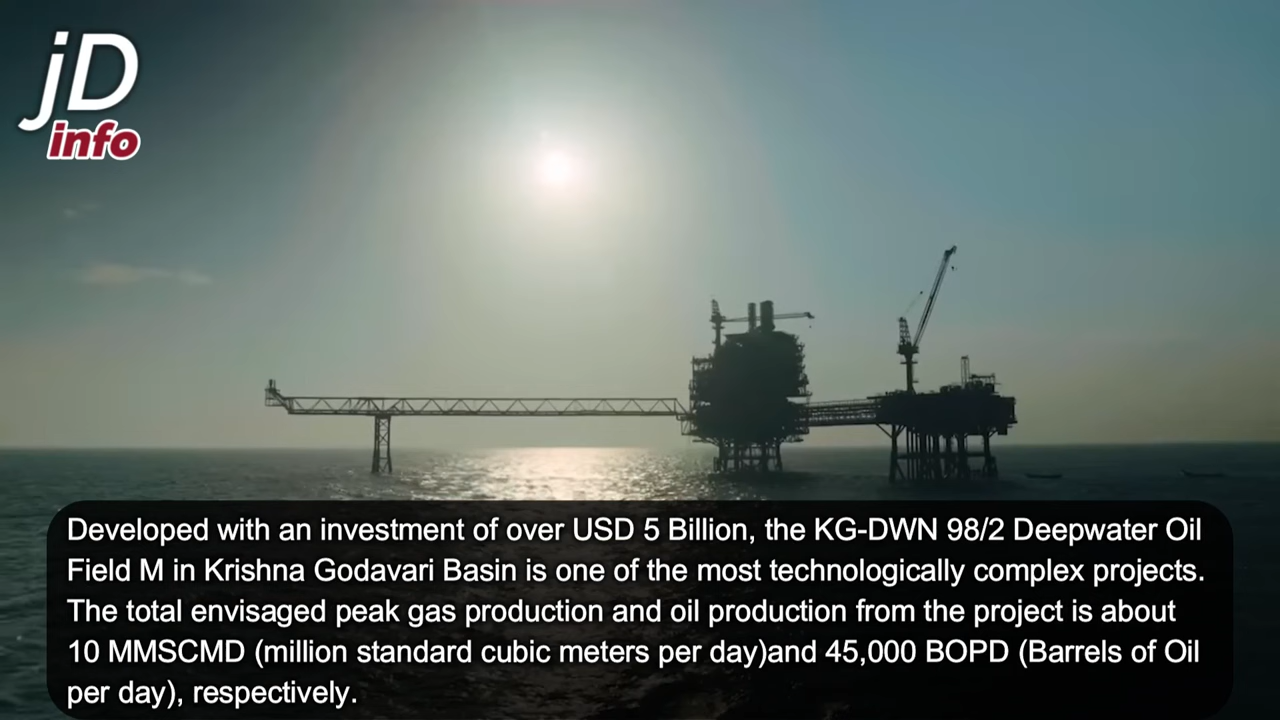 jD
info
Developed with an investment of over USD 5 Billion, the KG-DWN 98/2 Deepwater Oil
Field M in Krishna Godavari Basin is one of the most technologically complex projects.
The total envisaged peak gas production and oil production from the project is about
10 MMSCMD (million standard cubic meters per day)and 45,000 BOPD (Barrels of Oil
per day), respectively.